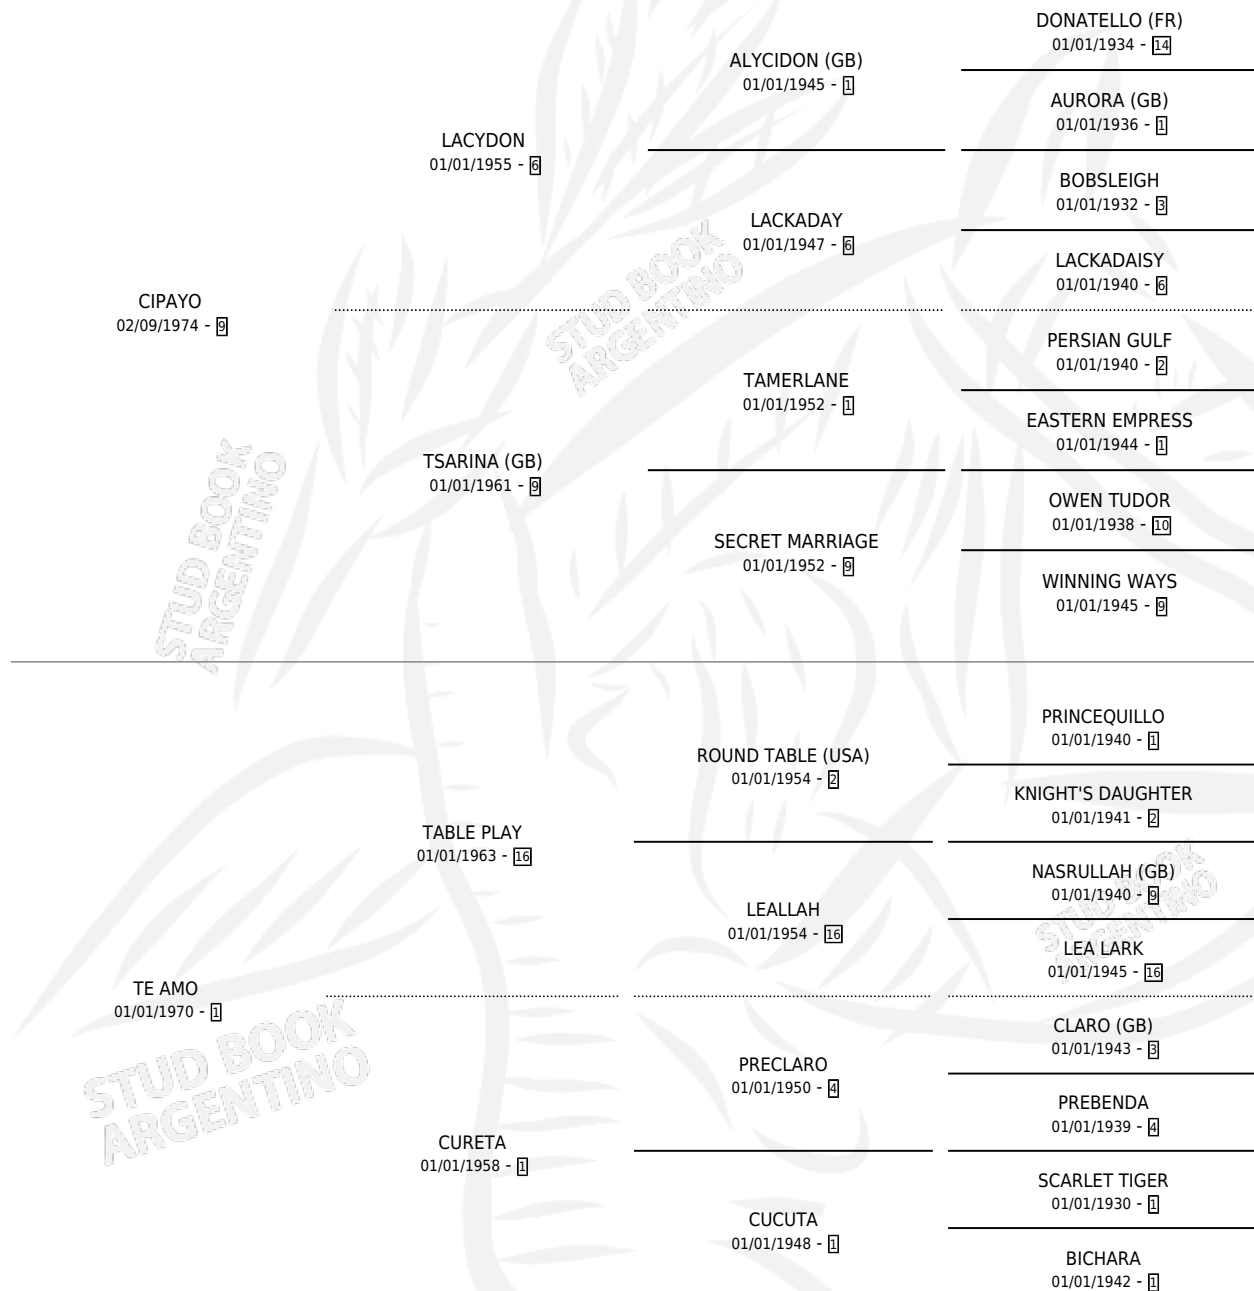 DONATELLO (FR)
01/01/1934 - 14
ALYCIDON (GB)
01/01/1945 - 1
AURORA (GB)
01/01/1936 - 1
LACYDON
01/01/1955 - 6
BOBSLEIGH
01/01/1932 - 3
LACKADAY
01/01/1947 - 6
LACKADAISY
01/01/1940 - 6
CIPAYO
02/09/1974 - 9
PERSIAN GULF
01/01/1940 - 2
TAMERLANE
01/01/1952 - 1
EASTERN EMPRESS
01/01/1944 - 1
TSARINA (GB)
01/01/1961 - 9
OWEN TUDOR
01/01/1938 - 10
SECRET MARRIAGE
01/01/1952 - 9
WINNING WAYS
01/01/1945 - 9
PRINCEQUILLO
01/01/1940 - 1
ROUND TABLE (USA)
01/01/1954 - 2
KNIGHT'S DAUGHTER
01/01/1941 - 2
TABLE PLAY
01/01/1963 - 16
NASRULLAH (GB)
01/01/1940 - 9
LEALLAH
01/01/1954 - 16
LEA LARK
01/01/1945 - 16
TE AMO
01/01/1970 - 1
CLARO (GB)
01/01/1943 - 3
PRECLARO
01/01/1950 - 4
PREBENDA
01/01/1939 - 4
CURETA
01/01/1958 - 1
SCARLET TIGER
01/01/1930 - 1
CUCUTA
01/01/1948 - 1
BICHARA
01/01/1942 - 1
STUD BOOK
ARGENTINO
STUD BOOK
ARGENTINO
STUD BOOK
ARGENTINO
STUD BOOK
ARGENTINO